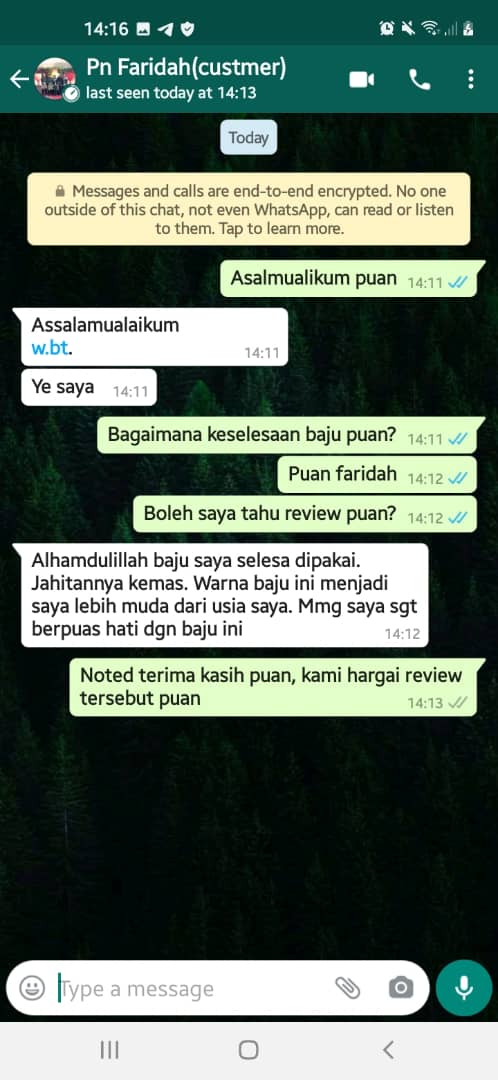 14:16
Pn Faridah(custmer)
last seen today at 14:13
Today
Messages and calls are end-to-end encrypted. No one
outside of this chat, not even WhatsApp, can read or listen
to them. Tap to learn more.
Asalmualikum puan 14:11
Assalamualaikum
w.bt.
14:11
Ye saya 14:11
Bagaimana keselesaan baju puan? 14:11
Puan faridah 14:12
Boleh saya tahu review puan? 14:12
Alhamdulillah baju saya selesa dipakai.
Jahitannya kemas. Warna baju ini menjadi
saya lebih muda dari usia saya. Mmg saya sgt
berpuas hati dgn baju ini 14:12
Noted terima kasih puan, kami hargai review
tersebut puan 14:13
Type a message